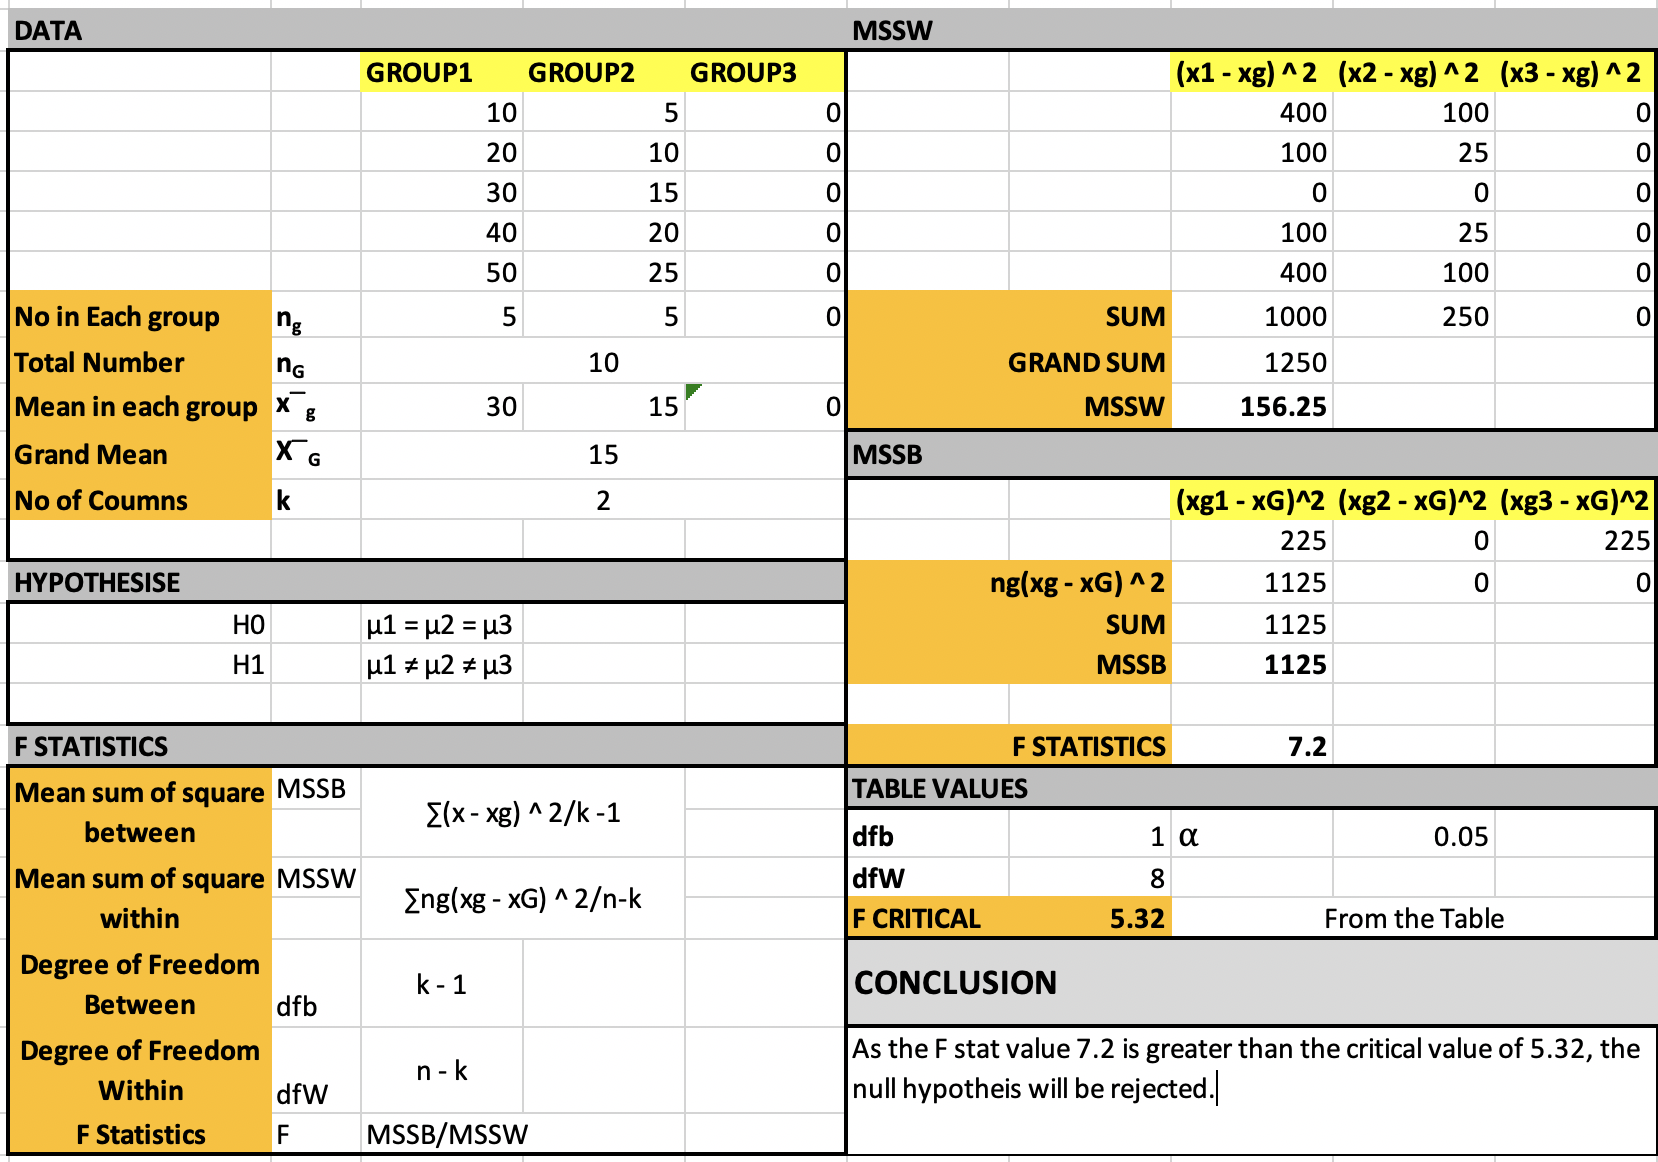 DATA
GROUP1 GROUP2 GROUP3
10 5 0
20 10 0
30 15 0
40 20 0
50 25 0
No in Each group ng 5 5 0
Total Number nG 10
Mean in each group x¯g 30 15 0
Grand Mean X¯G 15
No of Coumns k 2
HYPOTHESISE
H0 µ1 = µ2 = µ3
H1 µ1 ≠ µ2 ≠ µ3
F STATISTICS
Mean sum of square between MSSB ∑(x - xg) ^ 2/k -1
Mean sum of square within MSSW ∑ng(xg - xG) ^ 2/n-k
Degree of Freedom Between dfb k - 1
Degree of Freedom Within dfW n - k
F Statistics F MSSB/MSSW
MSSW
(x1 - xg) ^ 2 (x2 - xg) ^ 2 (x3 - xg) ^ 2
400 100 0
100 25 0
0 0 0
100 25 0
400 100 0
SUM 1000 250 0
GRAND SUM 1250
MSSW 156.25
MSSB
(xg1 - xG)^2 (xg2 - xG)^2 (xg3 - xG)^2
225 0 225
ng(xg - xG) ^ 2 1125 0 0
SUM 1125
MSSB 1125
F STATISTICS 7.2
TABLE VALUES
dfb 1 α 0.05
dfW 8
F CRITICAL 5.32 From the Table
CONCLUSION
As the F stat value 7.2 is greater than the critical value of 5.32, the
null hypotheis will be rejected.